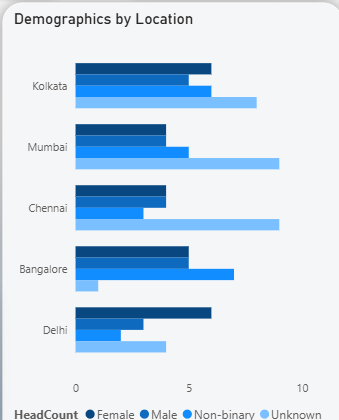 Demographics by Location
Kolkata
Mumbai
Chennai
Bangalore
Delhi
0 5 10
HeadCount Female Male Non-binary Unknown